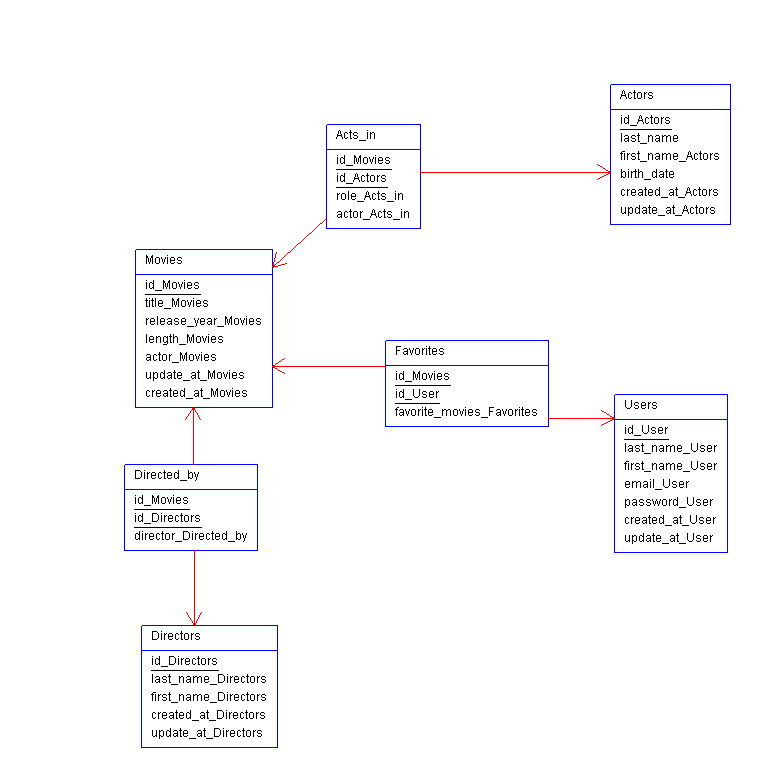 Actors
id_Actors
last_name
first_name_Actors
birth_date
created_at_Actors
update_at_Actors
Acts_in
id_Movies
id_Actors
role_Acts_in
actor_Acts_in
Movies
id_Movies
title_Movies
release_year_Movies
length_Movies
actor_Movies
update_at_Movies
created_at_Movies
Favorites
id_Movies
id_User
favorite_movies_Favorites
Users
id_User
last_name_User
first_name_User
email_User
password_User
created_at_User
update_at_User
Directed_by
id_Movies
id_Directors
director_Directed_by
Directors
id_Directors
last_name_Directors
first_name_Directors
created_at_Directors
update_at_Directors